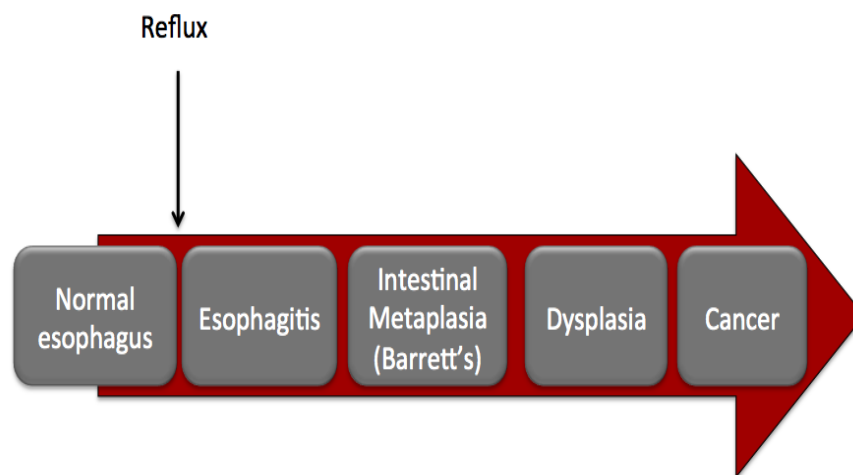 Reflux
Normal
esophagus
Esophagitis
Intestinal
Metaplasia
(Barrett's)
Dysplasia
Cancer